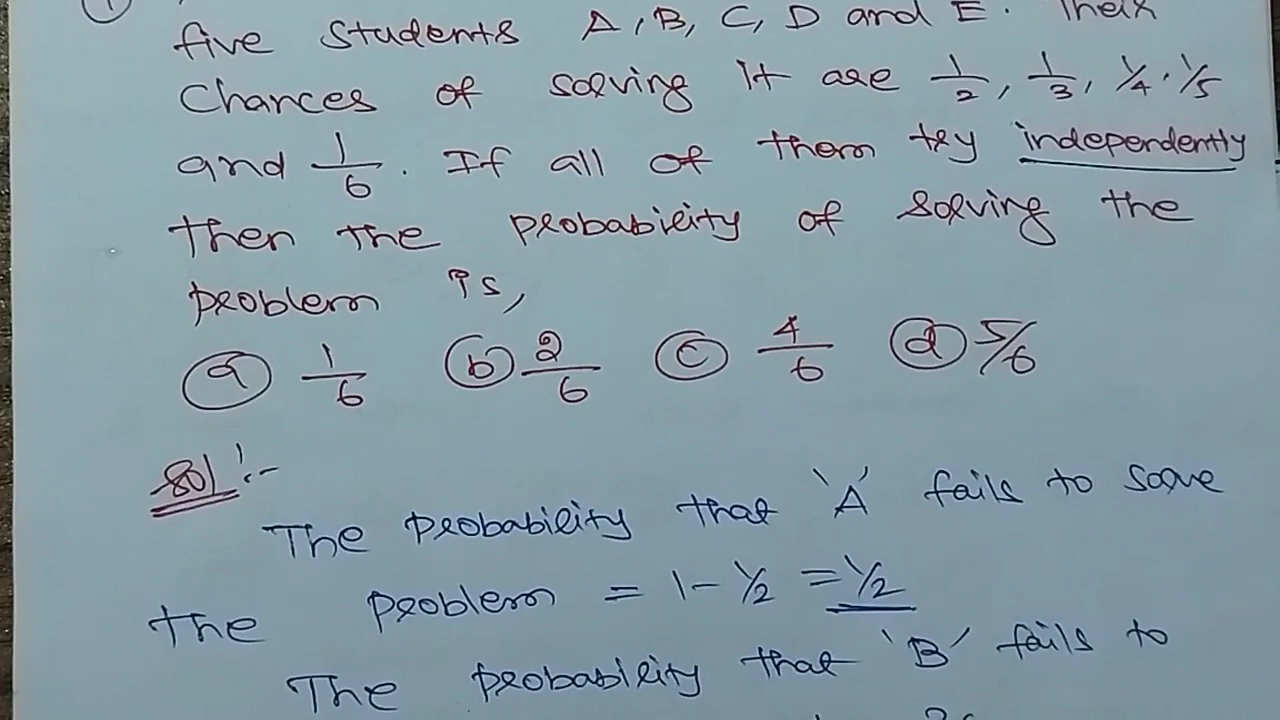 ①
five students A, B, C, D and E. Their
chances of solving it are 1/2, 1/3, 1/4, 1/5
and 1/6. If all of them try independently
then the probability of solving the
problem is,
ⓐ 1/6 ⓑ 2/6 ⓒ 4/6 ⓓ 5/6
Sol:-
The probability that 'A' fails to solve
the problem = 1 - 1/2 = 1/2
The probability that 'B' fails to